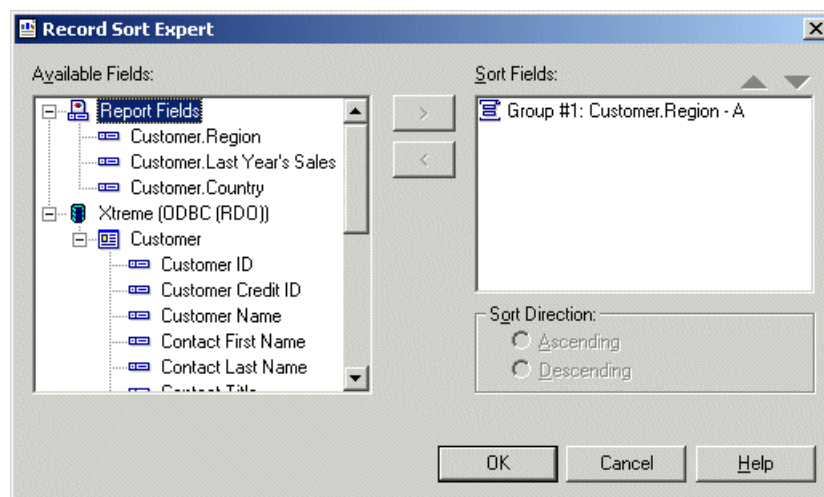 Record Sort Expert
Available Fields:
Report Fields
Customer.Region
Customer.Last Year's Sales
Customer.Country
Xtreme (ODBC (RDO))
Customer
Customer ID
Customer Credit ID
Customer Name
Contact First Name
Contact Last Name
Contact Title
>
<
Sort Fields:
Group #1: Customer.Region - A
Sort Direction:
Ascending
Descending
OK
Cancel
Help